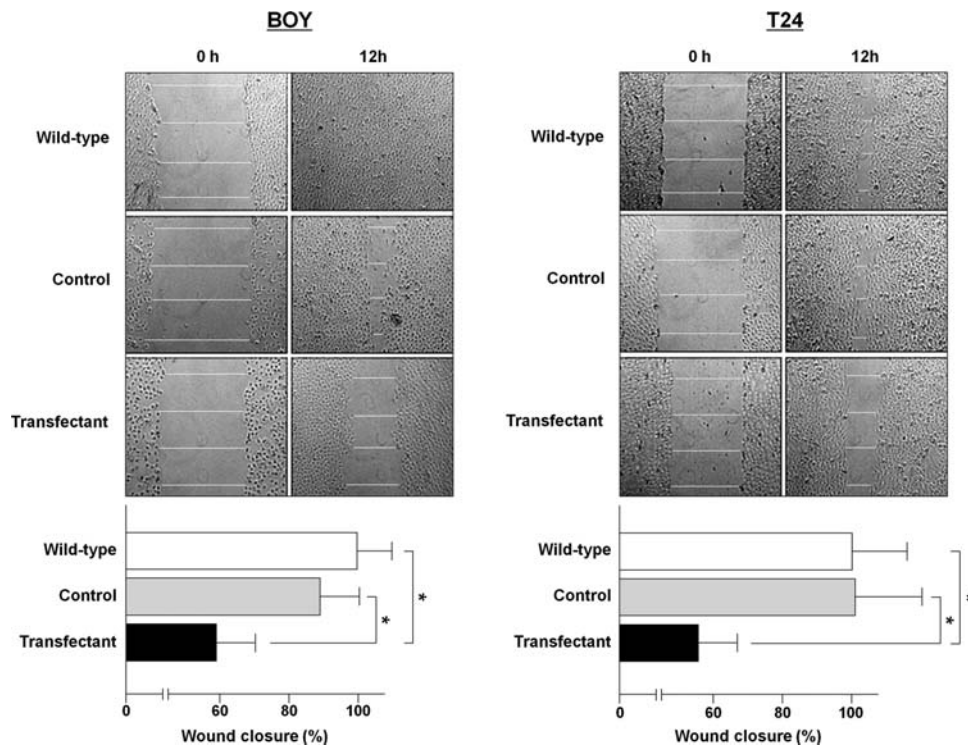 BOY
0 h 12h
Wild-type
Control
Transfectant
Wild-type
Control
Transfectant
*
*
0 60 80 100
Wound closure (%)
T24
0 h 12h
Wild-type
Control
Transfectant
Wild-type
Control
Transfectant
*
*
0 60 80 100
Wound closure (%)